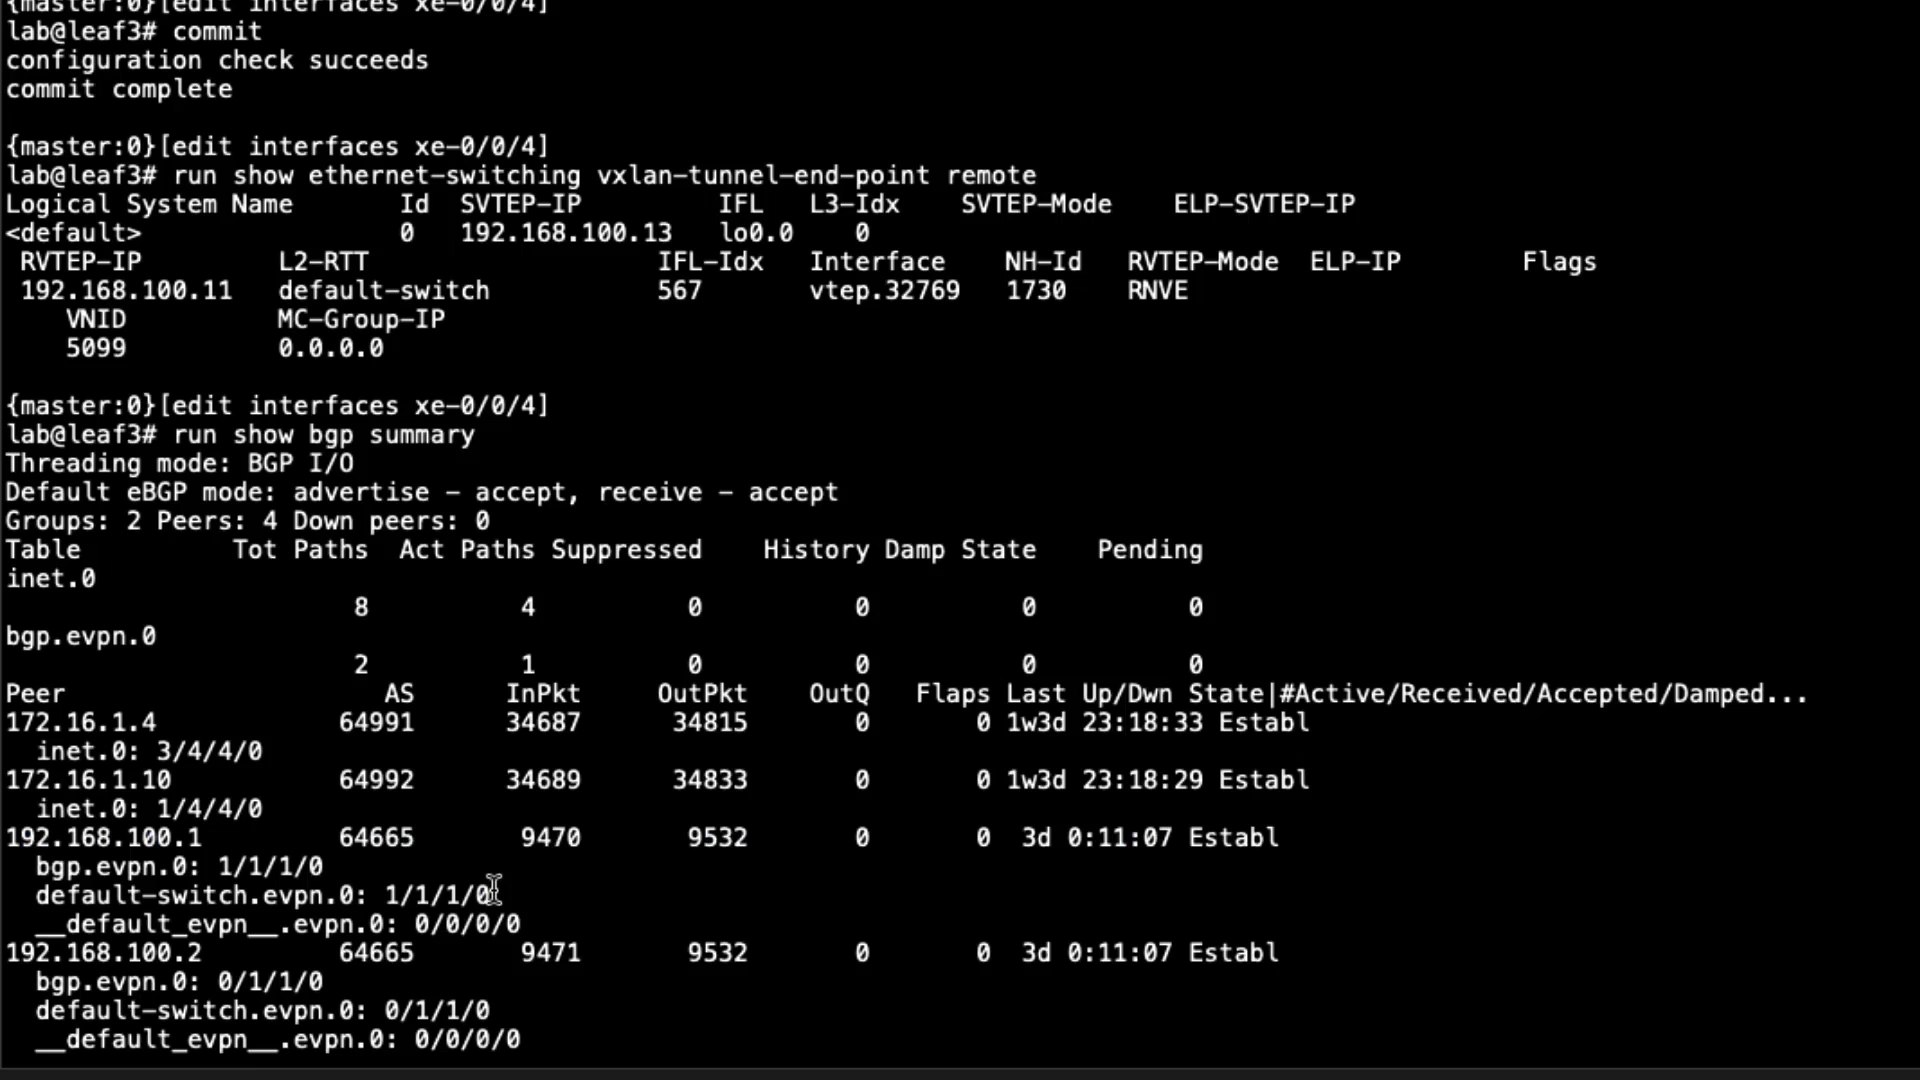 {master:0}[edit interfaces xe-0/0/4]
lab@leaf3# commit
configuration check succeeds
commit complete
{master:0}[edit interfaces xe-0/0/4]
lab@leaf3# run show ethernet-switching vxlan-tunnel-end-point remote
Logical System Name       Id  SVTEP-IP         IFL   L3-Idx    SVTEP-Mode    ELP-SVTEP-IP
<default>                 0   192.168.100.13   lo0.0    0
 RVTEP-IP         L2-RTT                   IFL-Idx   Interface    NH-Id   RVTEP-Mode  ELP-IP        Flags
 192.168.100.11   default-switch           567       vtep.32769   1730    RNVE
    VNID          MC-Group-IP
    5099          0.0.0.0
{master:0}[edit interfaces xe-0/0/4]
lab@leaf3# run show bgp summary
Threading mode: BGP I/O
Default eBGP mode: advertise - accept, receive - accept
Groups: 2 Peers: 4 Down peers: 0
Table          Tot Paths  Act Paths Suppressed    History Damp State    Pending
inet.0
                       8          4          0          0          0          0
bgp.evpn.0
                       2          1          0          0          0          0
Peer                     AS      InPkt     OutPkt    OutQ   Flaps Last Up/Dwn State|#Active/Received/Accepted/Damped...
172.16.1.4            64991      34687      34815       0       0 1w3d 23:18:33 Establ
  inet.0: 3/4/4/0
172.16.1.10           64992      34689      34833       0       0 1w3d 23:18:29 Establ
  inet.0: 1/4/4/0
192.168.100.1         64665       9470       9532       0       0  3d 0:11:07 Establ
  bgp.evpn.0: 1/1/1/0
  default-switch.evpn.0: 1/1/1/0
  __default_evpn__.evpn.0: 0/0/0/0
192.168.100.2         64665       9471       9532       0       0  3d 0:11:07 Establ
  bgp.evpn.0: 0/1/1/0
  default-switch.evpn.0: 0/1/1/0
  __default_evpn__.evpn.0: 0/0/0/0